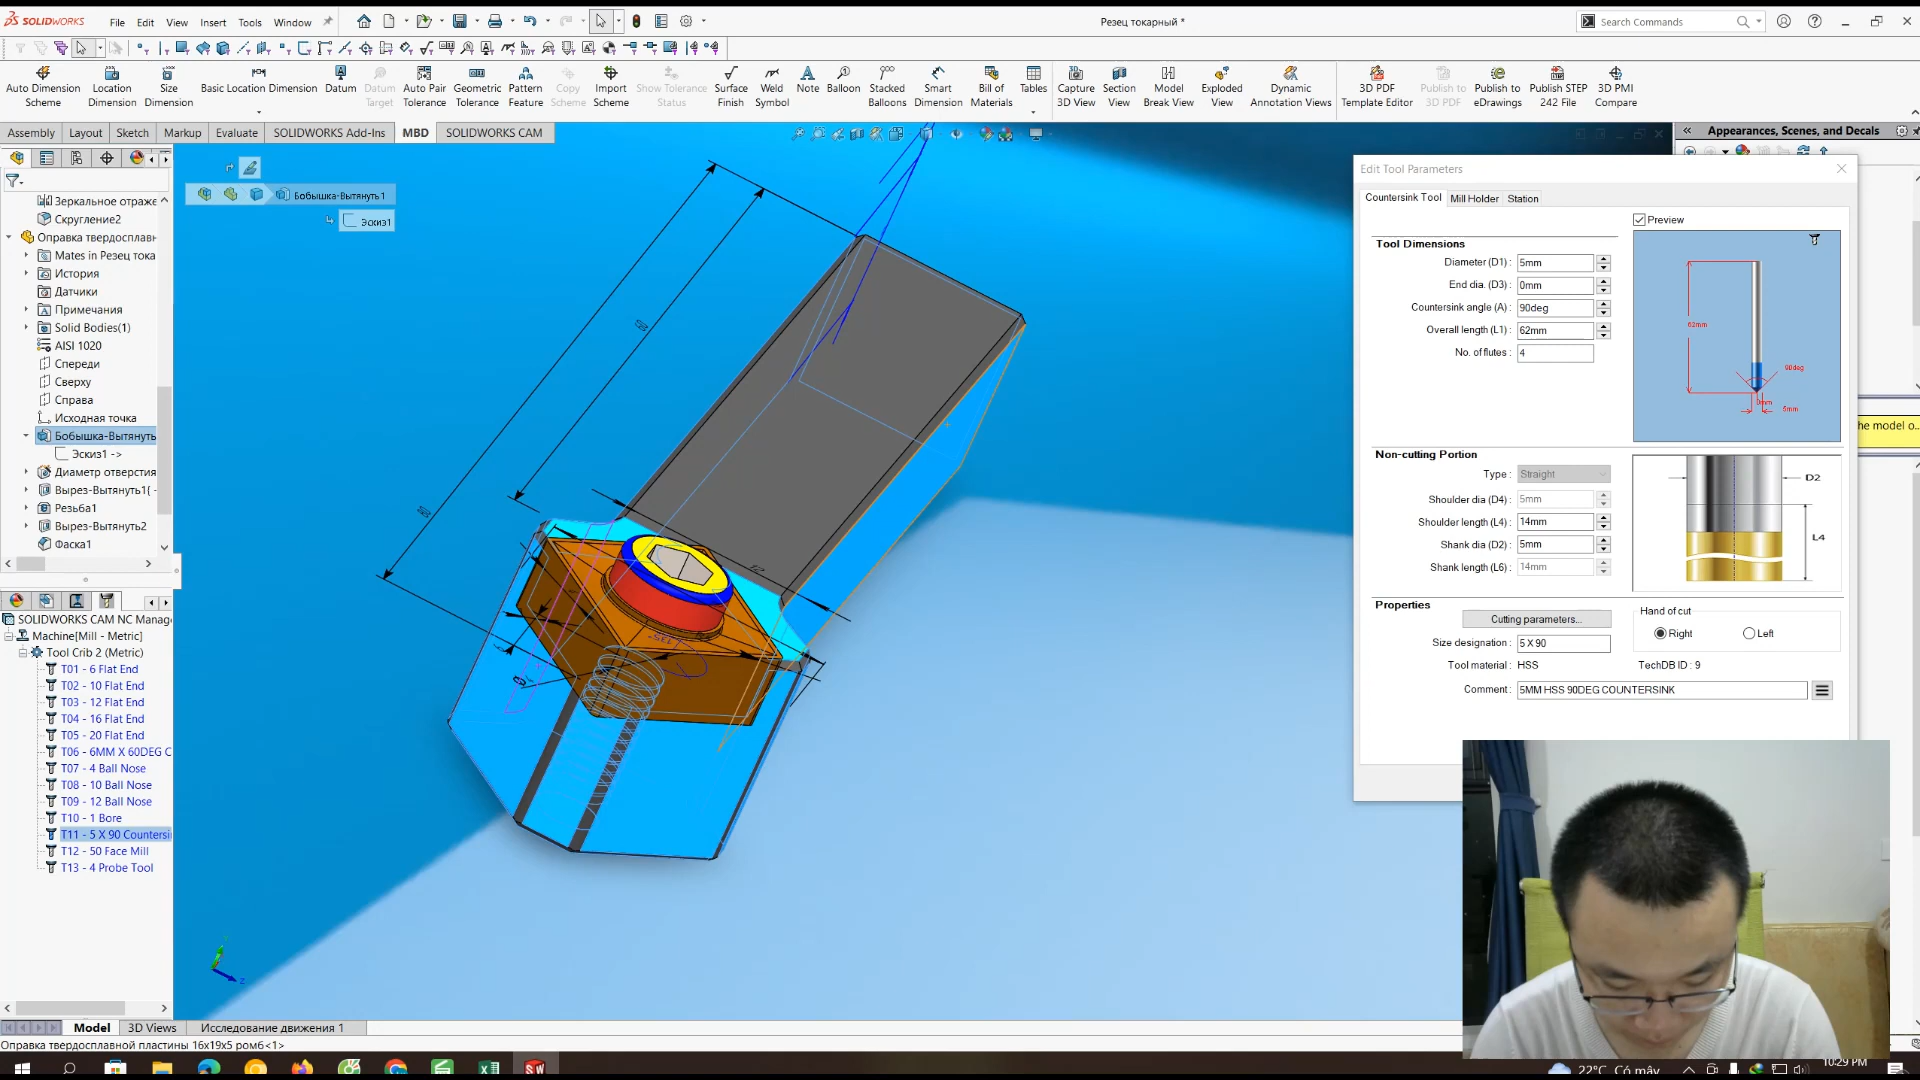 SOLIDWORKS File Edit View Insert Tools Window Резец токарный * Search Commands
Auto Dimension Scheme
Location Dimension
Size Dimension
Basic Location Dimension
Datum
Datum Target
Auto Pair Tolerance
Geometric Tolerance
Pattern Feature
Copy Scheme
Import Scheme
Show Tolerance Status
Surface Finish
Weld Symbol
Note
Balloon
Stacked Balloons
Smart Dimension
Bill of Materials
Tables
Capture 3D View
Section View
Model Break View
Exploded View
Dynamic Annotation Views
3D PDF Template Editor
Publish to 3D PDF
Publish to eDrawings
Publish STEP 242 File
3D PMI Compare
Assembly Layout Sketch Markup Evaluate SOLIDWORKS Add-Ins MBD SOLIDWORKS CAM
Appearances, Scenes, and Decals
Бобышка-Вытянуть1
Эскиз1
Зеркальное отраже
Скругление2
Оправка твердосплавн
Mates in Резец тока
История
Датчики
Примечания
Solid Bodies(1)
AISI 1020
Спереди
Сверху
Справа
Исходная точка
Бобышка-Вытянуть
Эскиз1 ->
Диаметр отверстия
Вырез-Вытянуть1{ -
Резьба1
Вырез-Вытянуть2
Фаска1
SOLIDWORKS CAM NC Manag
Machine[Mill - Metric]
Tool Crib 2 (Metric)
T01 - 6 Flat End
T02 - 10 Flat End
T03 - 12 Flat End
T04 - 16 Flat End
T05 - 20 Flat End
T06 - 6MM X 60DEG C
T07 - 4 Ball Nose
T08 - 10 Ball Nose
T09 - 12 Ball Nose
T10 - 1 Bore
T11 - 5 X 90 Countersi
T12 - 50 Face Mill
T13 - 4 Probe Tool
Edit Tool Parameters
Countersink Tool Mill Holder Station
Preview
Tool Dimensions
Diameter (D1) : 5mm
End dia. (D3) : 0mm
Countersink angle (A) : 90deg
Overall length (L1) : 62mm
No. of flutes : 4
62mm
90deg
0mm
5mm
he model o..
Non-cutting Portion
Type : Straight
Shoulder dia (D4) : 5mm
Shoulder length (L4) : 14mm
Shank dia (D2) : 5mm
Shank length (L6) : 14mm
D2
L4
Properties
Cutting parameters...
Hand of cut
Right Left
Size designation : 5 X 90
Tool material : HSS TechDB ID : 9
Comment : 5MM HSS 90DEG COUNTERSINK
Model 3D Views Исследование движения 1
Оправка твердосплавной пластины 16x19x5 ромб<1>
22°C Có mây
10:29 PM